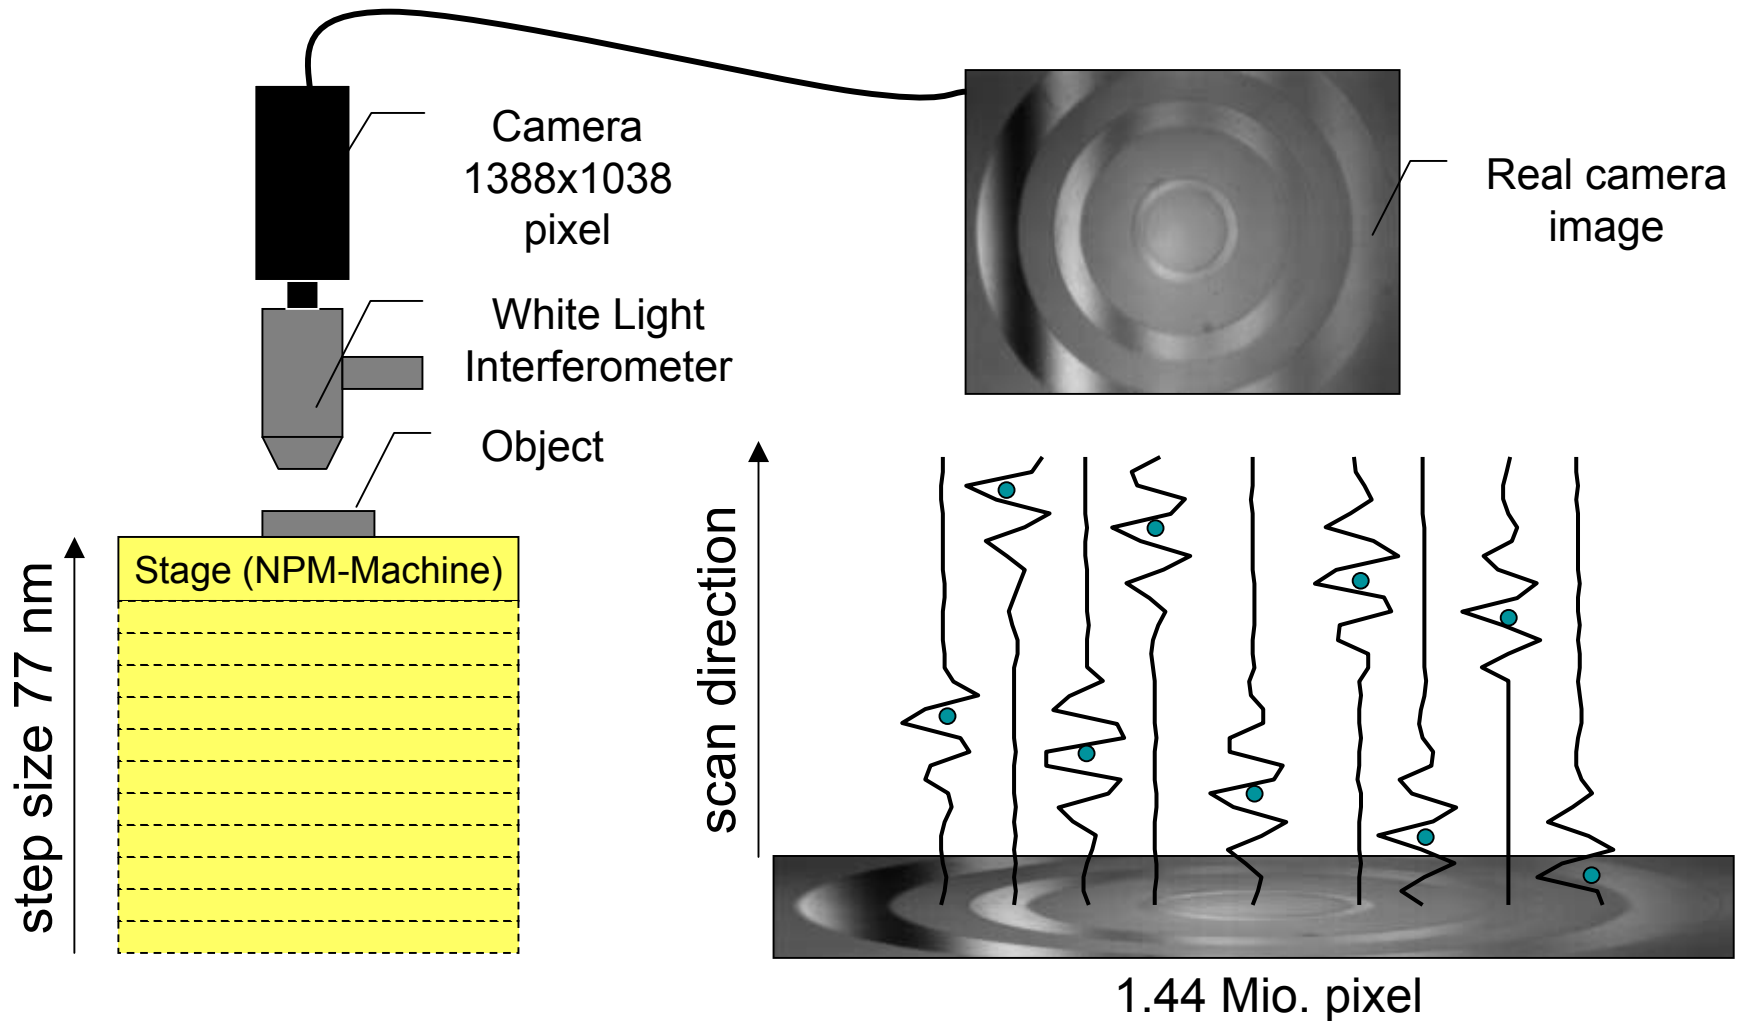 Camera
1388x1038
pixel
White Light
Interferometer
Object
Stage (NPM-Machine)
step size 77 nm
Real camera
image
scan direction
1.44 Mio. pixel